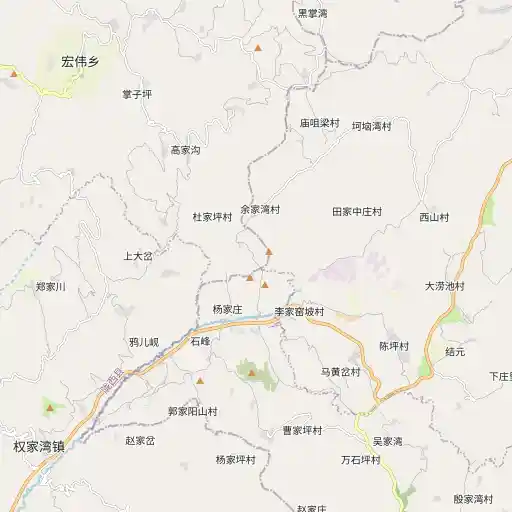 黑掌湾
宏伟乡
掌子坪
庙咀梁村
坷垴湾村
高家沟
余家湾村
杜家坪村
田家中庄村
西山村
上大岔
郑家川
大涝池村
杨家庄
李家窑坡村
鸦儿岘
石峰
陈坪村
结元
马黄岔村
陇西县
下庄里
郭家阳山村
赵家岔
权家湾镇
曹家坪村
吴家湾
杨家坪村
万石坪村
殷家湾村
赵家庄